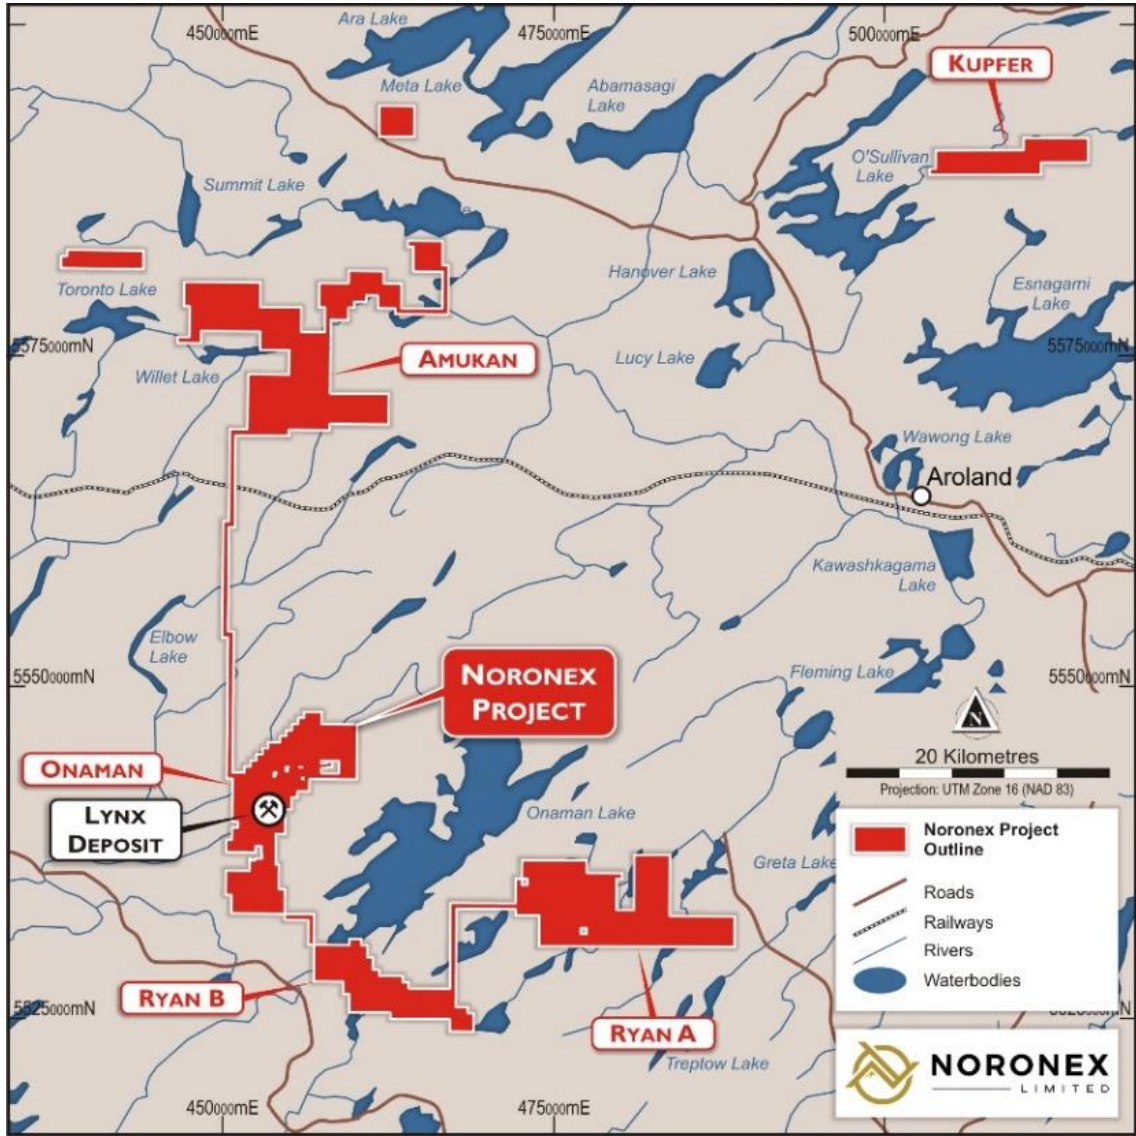 Ara Lake
450000mE
475000mE
500000mE
KUPFER
Meta Lake
Abamasagi
Lake
O'Sullivan
Lake
Summit Lake
Hanover Lake
Toronto Lake
Esnagami
Lake
5575000mN
5575000mN
Willet Lake
AMUKAN
Lucy Lake
Wawong Lake
Aroland
Kawashkagama
Lake
Elbow
Lake
Fleming Lake
5550000mN
5550000mN
NORONEX
PROJECT
N
ONAMAN
20 Kilometres
Projection: UTM Zone 16 (NAD 83)
LYNX
DEPOSIT
Onaman Lake
Greta Lake
Noronex Project
Outline
Roads
Railways
Rivers
Waterbodies
RYAN B
5525000mN
RYAN A
Treptow Lake
NORONEX
LIMITED
450000mE
475000mE